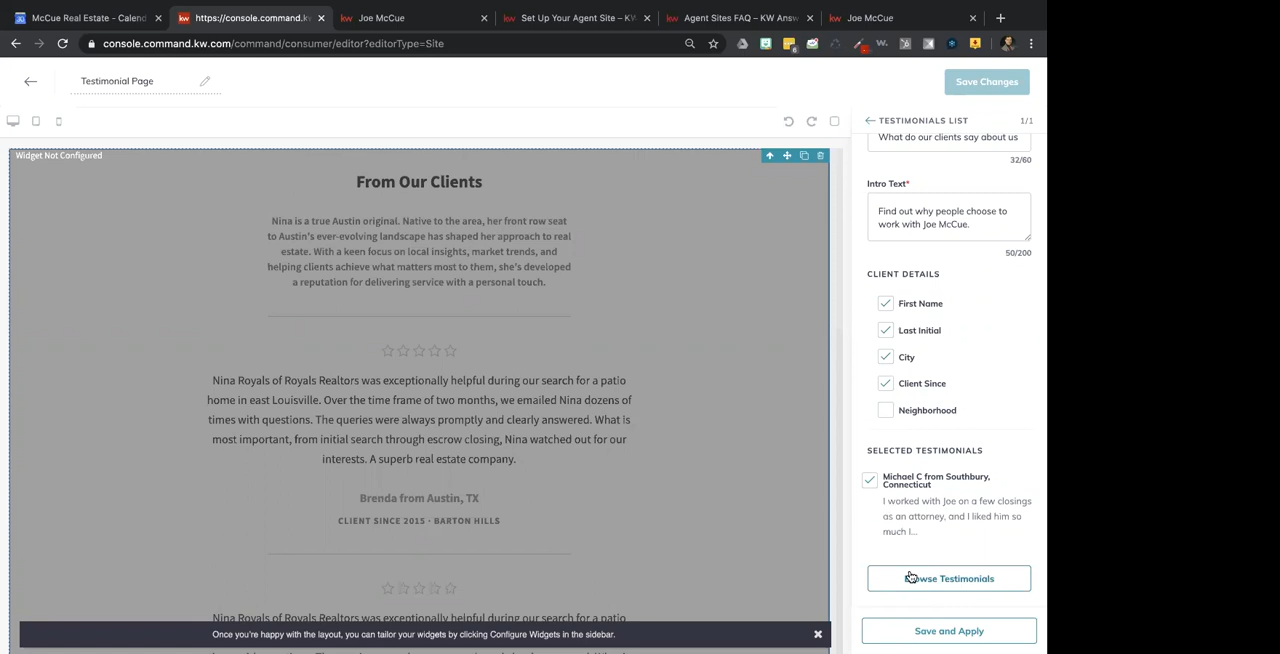 McCue Real Estate - Calend
https://console.command.k
Joe McCue
Set Up Your Agent Site – KW
Agent Sites FAQ – KW Answ
Joe McCue
console.command.kw.com/command/consumer/editor?editorType=Site
Testimonial Page
Save Changes
TESTIMONIALS LIST
1/1
What do our clients say about us
32/60
Intro Text*
Find out why people choose to
work with Joe McCue.
50/200
CLIENT DETAILS
First Name
Last Initial
City
Client Since
Neighborhood
SELECTED TESTIMONIALS
Michael C from Southbury,
Connecticut
I worked with Joe on a few closings
as an attorney, and I liked him so
much I...
Browse Testimonials
Save and Apply
Widget Not Configured
From Our Clients
Nina is a true Austin original. Native to the area, her front row seat
to Austin's ever-evolving landscape has shaped her approach to real
estate. With a keen focus on local insights, market trends, and
helping clients achieve what matters most to them, she's developed
a reputation for delivering service with a personal touch.
Nina Royals of Royals Realtors was exceptionally helpful during our search for a patio
home in east Louisville. Over the time frame of two months, we emailed Nina dozens of
times with questions. The queries were always promptly and clearly answered. What is
most important, from initial search through escrow closing, Nina watched out for our
interests. A superb real estate company.
Brenda from Austin, TX
CLIENT SINCE 2015 · BARTON HILLS
Nina Royals of Royals Realtors was exceptionally helpful during our search for a patio
Once you're happy with the layout, you can tailor your widgets by clicking Configure Widgets in the sidebar.